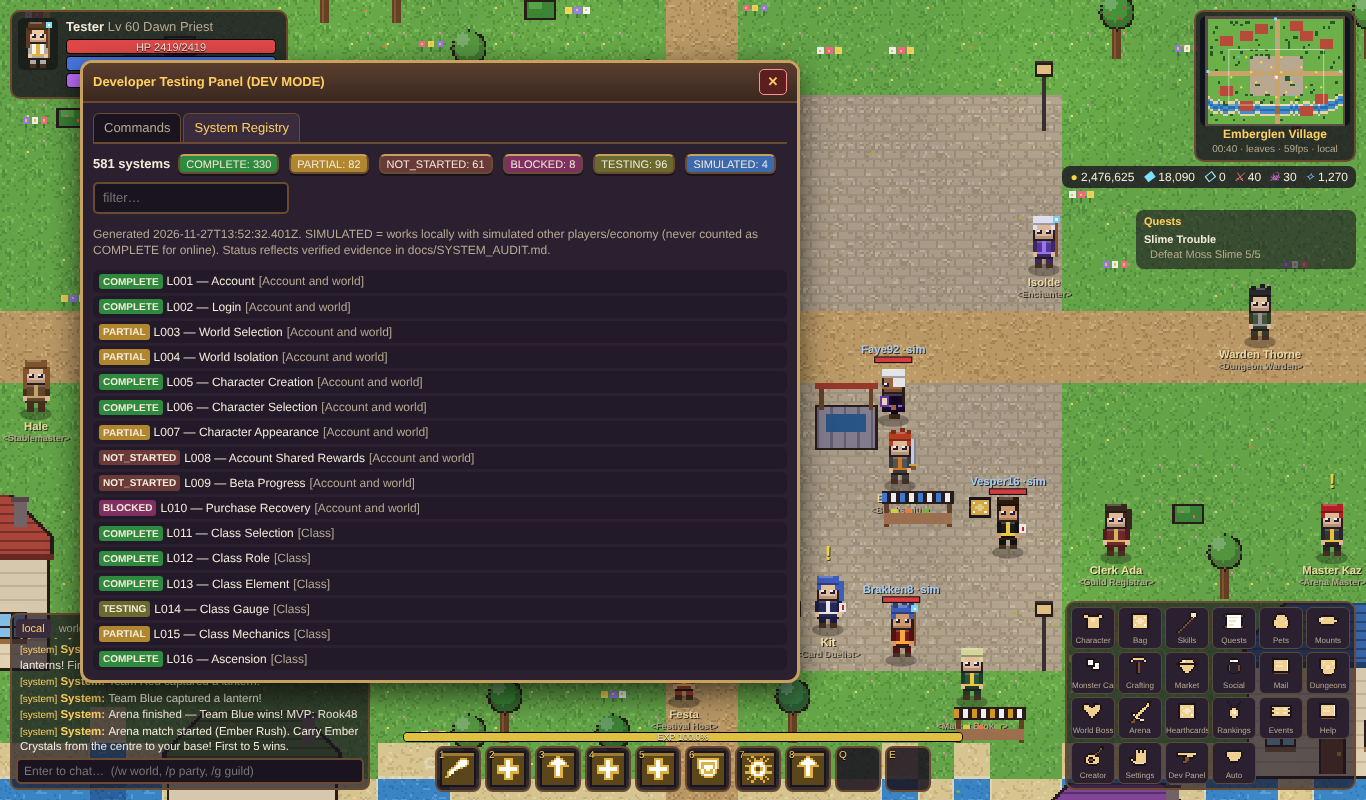 Tester Lv 60 Dawn Priest
HP 2419/2419
Developer Testing Panel (DEV MODE)
×
Commands
System Registry
581 systems
COMPLETE: 330
PARTIAL: 82
NOT_STARTED: 61
BLOCKED: 8
TESTING: 96
SIMULATED: 4
filter…
Generated 2026-11-27T13:52:32.401Z. SIMULATED = works locally with simulated other players/economy (never counted as
COMPLETE for online). Status reflects verified evidence in docs/SYSTEM_AUDIT.md.
COMPLETE L001 — Account [Account and world]
COMPLETE L002 — Login [Account and world]
PARTIAL L003 — World Selection [Account and world]
PARTIAL L004 — World Isolation [Account and world]
COMPLETE L005 — Character Creation [Account and world]
COMPLETE L006 — Character Selection [Account and world]
PARTIAL L007 — Character Appearance [Account and world]
NOT_STARTED L008 — Account Shared Rewards [Account and world]
NOT_STARTED L009 — Beta Progress [Account and world]
BLOCKED L010 — Purchase Recovery [Account and world]
COMPLETE L011 — Class Selection [Class]
COMPLETE L012 — Class Role [Class]
COMPLETE L013 — Class Element [Class]
TESTING L014 — Class Gauge [Class]
PARTIAL L015 — Class Mechanics [Class]
COMPLETE L016 — Ascension [Class]
Emberglen Village
00:40 · leaves · 59fps · local
2,476,625
18,090
0
40
30
1,270
Quests
Slime Trouble
Defeat Moss Slime 5/5
Isolde
<Enchanter>
Warden Thorne
<Dungeon Warden>
Faye92 ·sim
Hale
<Stablemaster>
Vesper16 ·sim
!
Clerk Ada
<Guild Registrar>
Master Kaz
<Arena Master>
!
Brakken8 ·sim
Kit
<Card Duelist>
Festa
<Festival Host>
local
[system] System: Team Blue captured a lantern!
[system] System: Arena finished — Team Blue wins! MVP: Rook48
[system] System: Arena match started (Ember Rush). Carry Ember
Crystals from the centre to your base! First to 5 wins.
Enter to chat… (/w world, /p party, /g guild)
EXP 100.0%
1
2
3
4
5
6
7
8
Q
E
Character
Bag
Skills
Quests
Pets
Mounts
Monster Ca
Crafting
Market
Social
Mail
Dungeons
World Boss
Arena
Hearthcards
Rankings
Events
Help
Creator
Settings
Dev Panel
Auto